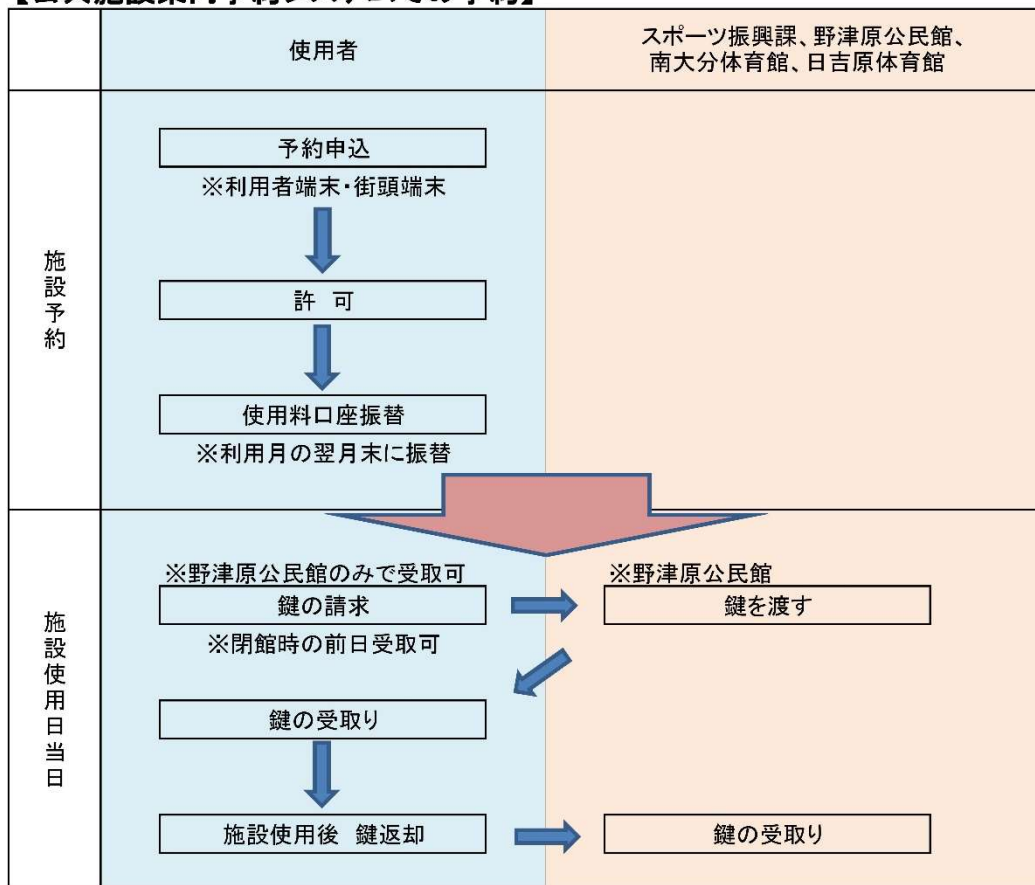 使用者
スポーツ振興課、野津原公民館、
南大分体育館、日吉原体育館
施設予約
予約申込
※利用者端末・街頭端末
許 可
使用料口座振替
※利用月の翌月末に振替
施設使用日当日
※野津原公民館のみで受取可
鍵の請求
※閉館時の前日受取可
※野津原公民館
鍵を渡す
鍵の受取り
施設使用後 鍵返却
鍵の受取り